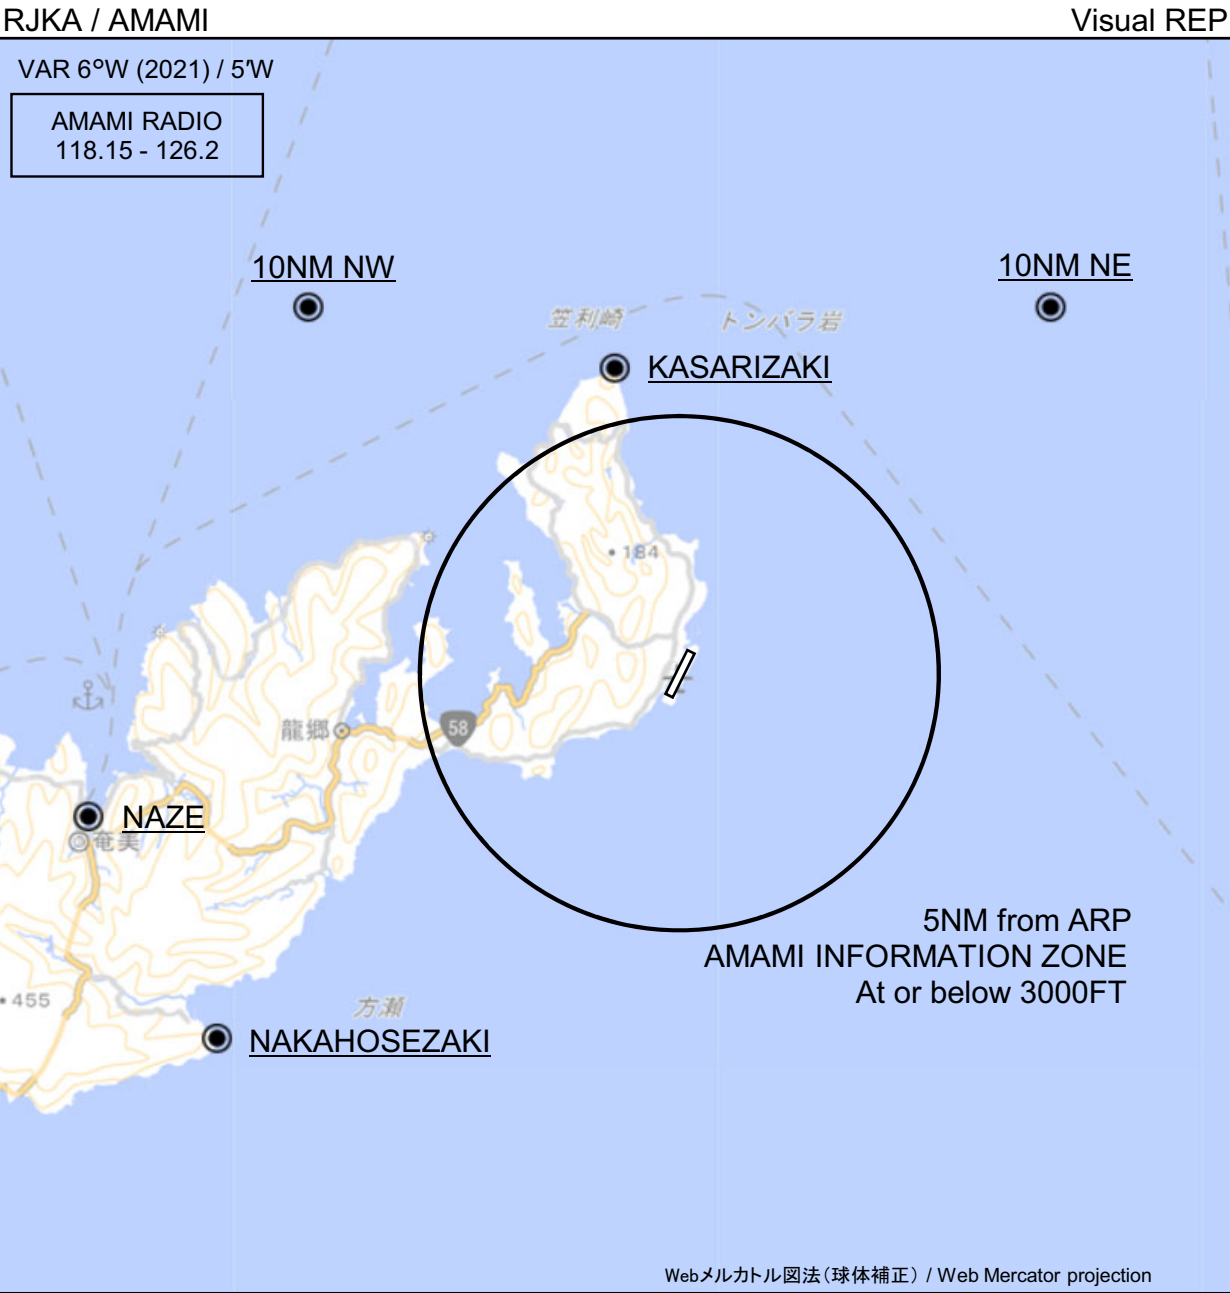 RJKA / AMAMI
Visual REP
VAR 6°W (2021) / 5'W
AMAMI RADIO
118.15 - 126.2
10NM NW
10NM NE
笠利崎
トンバラ岩
KASARIZAKI
184
龍郷
58
NAZE
奄美
5NM from ARP
AMAMI INFORMATION ZONE
At or below 3000FT
455
方瀬
NAKAHOSEZAKI
Webメルカトル図法（球体補正） / Web Mercator projection